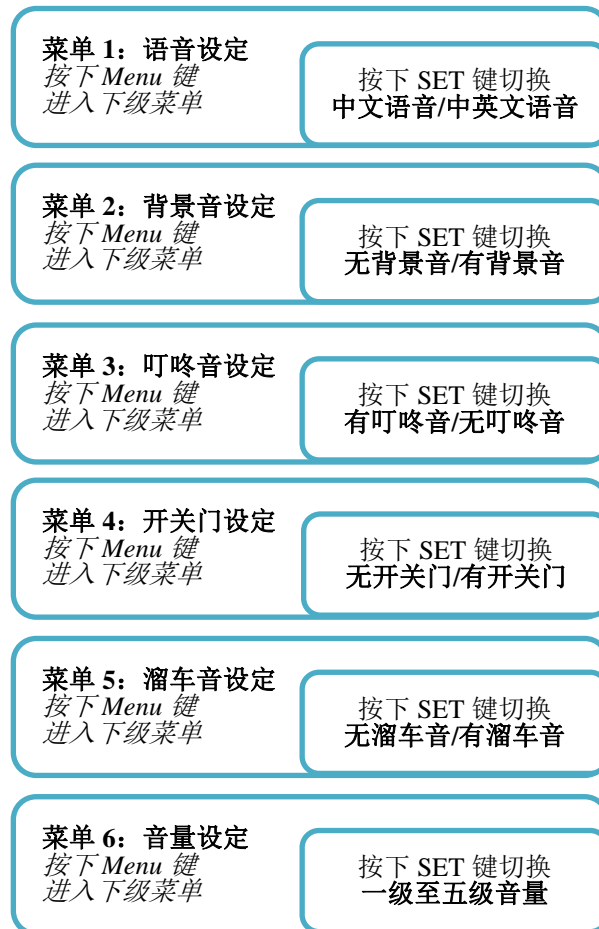 菜单 1：语音设定
按下 Menu 键
进入下级菜单
按下 SET 键切换
中文语音/中英文语音
菜单 2：背景音设定
按下 Menu 键
进入下级菜单
按下 SET 键切换
无背景音/有背景音
菜单 3：叮咚音设定
按下 Menu 键
进入下级菜单
按下 SET 键切换
有叮咚音/无叮咚音
菜单 4：开关门设定
按下 Menu 键
进入下级菜单
按下 SET 键切换
无开关门/有开关门
菜单 5：溜车音设定
按下 Menu 键
进入下级菜单
按下 SET 键切换
无溜车音/有溜车音
菜单 6：音量设定
按下 Menu 键
进入下级菜单
按下 SET 键切换
一级至五级音量